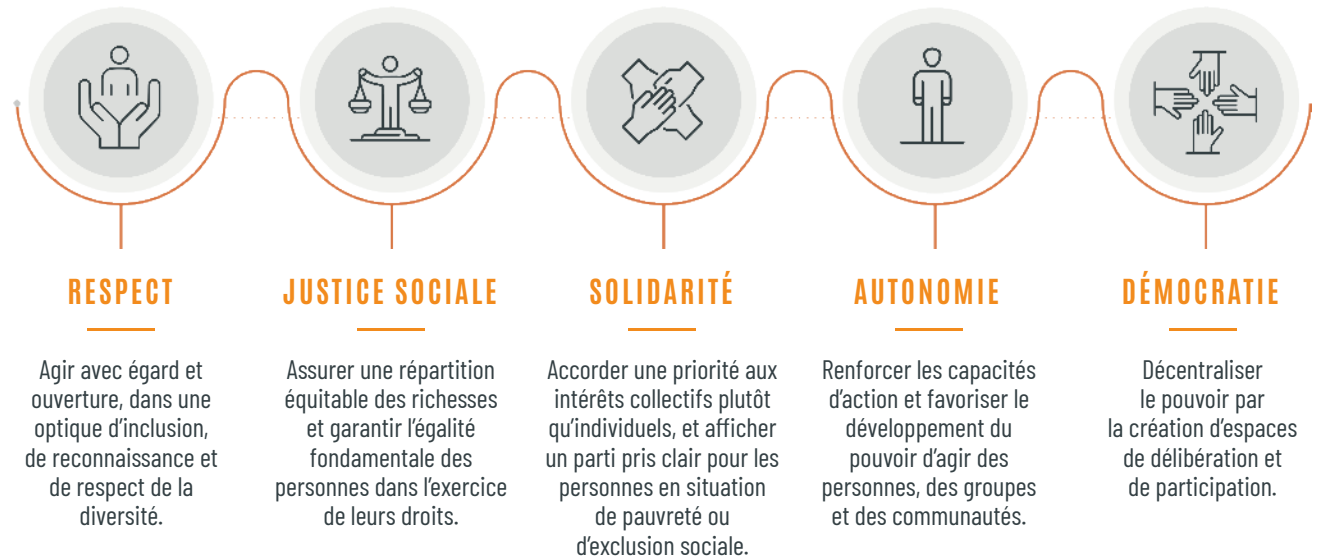 RESPECT
Agir avec égard et
ouverture, dans une
optique d'inclusion,
de reconnaissance et
de respect de la
diversité.
JUSTICE SOCIALE
Assurer une répartition
équitable des richesses
et garantir l'égalité
fondamentale des
personnes dans l'exercice
de leurs droits.
SOLIDARITÉ
Accorder une priorité aux
intérêts collectifs plutôt
qu'individuels, et afficher
un parti pris clair pour les
personnes en situation
de pauvreté ou
d'exclusion sociale.
AUTONOMIE
Renforcer les capacités
d'action et favoriser le
développement du
pouvoir d'agir des
personnes, des groupes
et des communautés.
DÉMOCRATIE
Décentraliser
le pouvoir par
la création d'espaces
de délibération et
de participation.